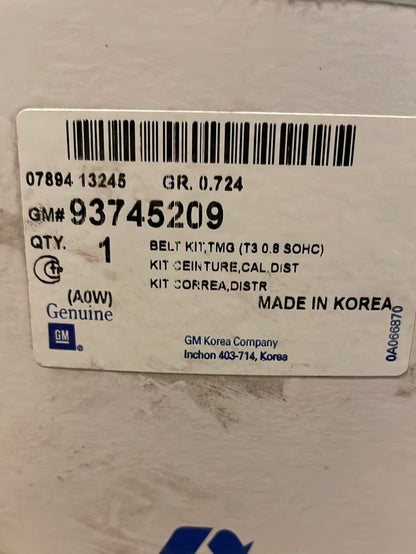 07894 13245 GR. 0.724
GM# 93745209
QTY. 1
BELT KIT,TMG (T3 0.8 SOHC)
KIT CEINTURE,CAL,DIST
KIT CORREA,DISTR
(A0W)
MADE IN KOREA
Genuine
GM
®
GM Korea Company
Inchon 403-714, Korea
0A066870